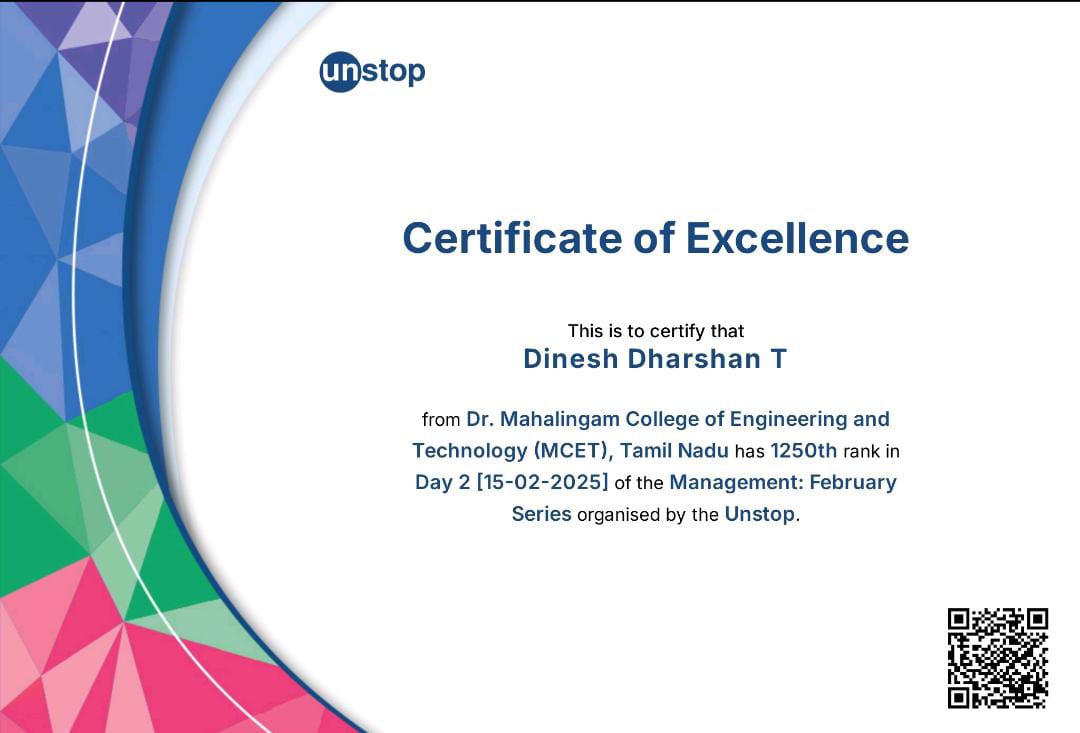 unstop
Certificate of Excellence
This is to certify that
Dinesh Dharshan T
from Dr. Mahalingam College of Engineering and
Technology (MCET), Tamil Nadu has 1250th rank in
Day 2 [15-02-2025] of the Management: February
Series organised by the Unstop.